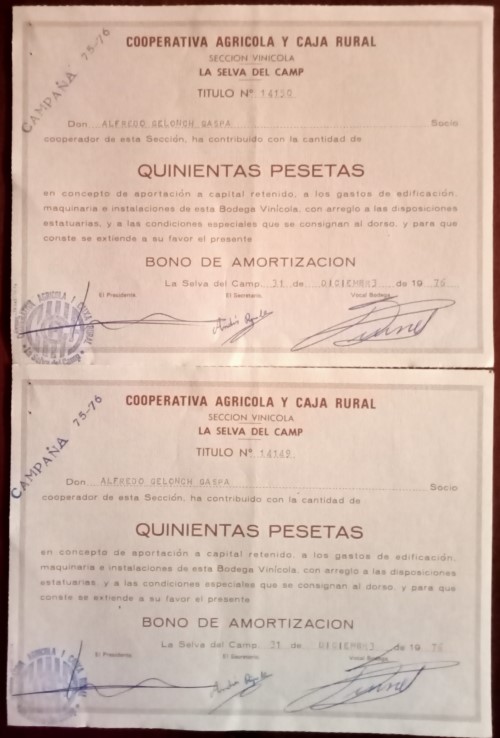 CAMPAÑA 75-76
COOPERATIVA AGRICOLA Y CAJA RURAL
SECCION VINICOLA
LA SELVA DEL CAMP
TITULO Nº 14150
Don ALFREDO GELONCH GASPA Socio
cooperador de esta Sección, ha contribuido con la cantidad de
QUINIENTAS PESETAS
en concepto de aportación a capital retenido, a los gastos de edificación,
maquinaria e instalaciones de esta Bodega Vinícola, con arreglo a las disposiciones
estatuarias, y a las condiciones especiales que se consignan al dorso, y para que
conste se extiende a su favor el presente
BONO DE AMORTIZACION
La Selva del Camp, 31 de DICIEMBRE de 1976
El Presidente, El Secretario, Vocal Bodega,
COOPERATIVA AGRICOLA Y CAJA RURAL
CAMPAÑA 75-76
COOPERATIVA AGRICOLA Y CAJA RURAL
SECCION VINICOLA
LA SELVA DEL CAMP
TITULO Nº 14149
Don ALFREDO GELONCH GASPA Socio
cooperador de esta Sección, ha contribuido con la cantidad de
QUINIENTAS PESETAS
en concepto de aportación a capital retenido, a los gastos de edificación,
maquinaria e instalaciones de esta Bodega Vinícola, con arreglo a las disposiciones
estatuarias, y a las condiciones especiales que se consignan al dorso, y para que
conste se extiende a su favor el presente
BONO DE AMORTIZACION
La Selva del Camp, 31 de DICIEMBRE de 1976
El Presidente, El Secretario, Vocal Bodega,
AGRICOLA Y